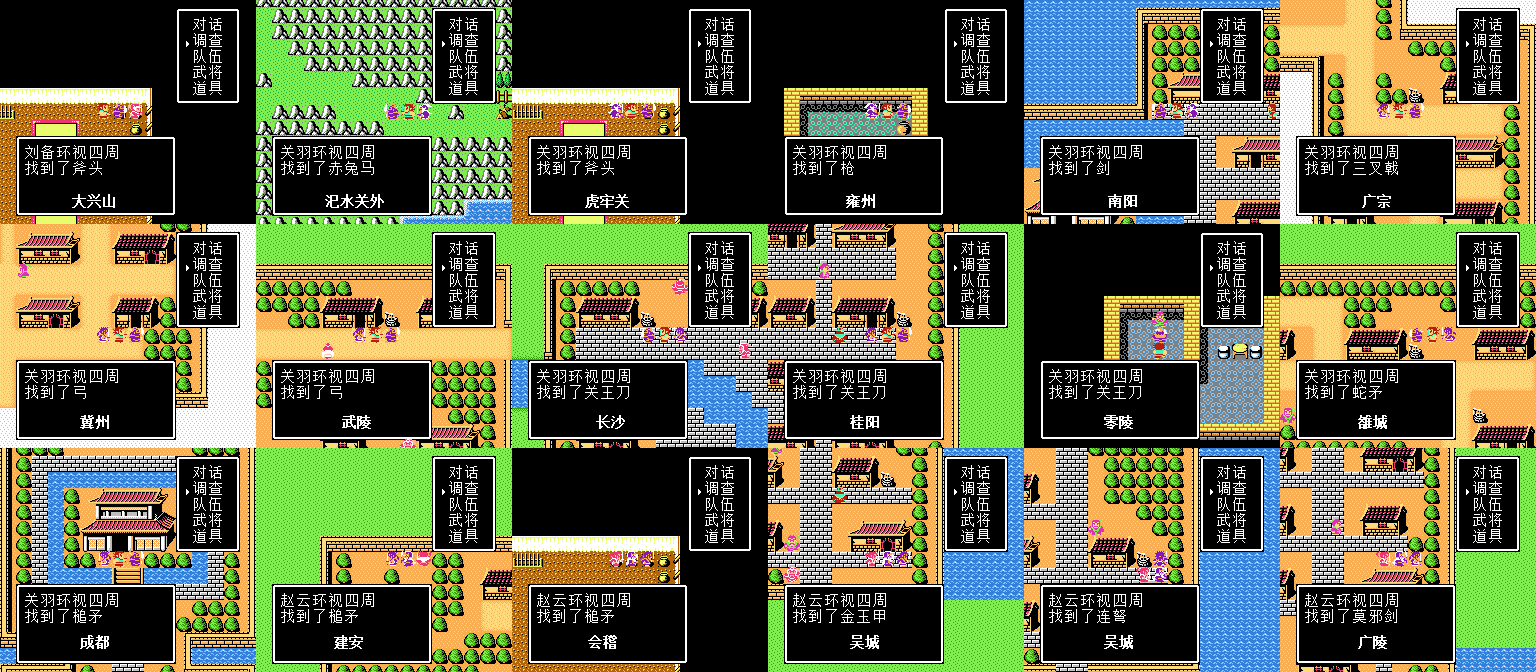 对话
调查
队伍
武将
道具
刘备环视四周
找到了斧头
大兴山
对话
调查
队伍
武将
道具
关羽环视四周
找到了赤兔马
汜水关外
对话
调查
队伍
武将
道具
关羽环视四周
找到了斧头
虎牢关
对话
调查
队伍
武将
道具
关羽环视四周
找到了枪
雍州
对话
调查
队伍
武将
道具
关羽环视四周
找到了剑
南阳
对话
调查
队伍
武将
道具
关羽环视四周
找到了三叉戟
广宗
对话
调查
队伍
武将
道具
关羽环视四周
找到了弓
冀州
对话
调查
队伍
武将
道具
关羽环视四周
找到了弓
武陵
对话
调查
队伍
武将
道具
关羽环视四周
找到了关王刀
长沙
对话
调查
队伍
武将
道具
关羽环视四周
找到了关王刀
桂阳
对话
调查
队伍
武将
道具
关羽环视四周
找到了关王刀
零陵
对话
调查
队伍
武将
道具
关羽环视四周
找到了蛇矛
雒城
对话
调查
队伍
武将
道具
关羽环视四周
找到了槌矛
成都
对话
调查
队伍
武将
道具
赵云环视四周
找到了槌矛
建安
对话
调查
队伍
武将
道具
赵云环视四周
找到了槌矛
会稽
对话
调查
队伍
武将
道具
赵云环视四周
找到了金玉甲
吴城
对话
调查
队伍
武将
道具
赵云环视四周
找到了连弩
吴城
对话
调查
队伍
武将
道具
赵云环视四周
找到了莫邪剑
广陵